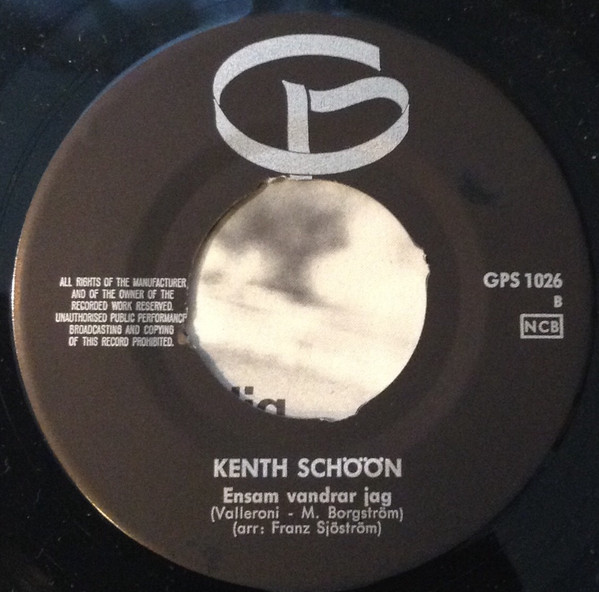 ALL RIGHTS OF THE MANUFACTURER
AND OF THE OWNER OF THE
RECORDED WORK RESERVED.
UNAUTHORISED PUBLIC PERFORMANCE
BROADCASTING AND COPYING
OF THIS RECORD PROHIBITED.
GPS 1026
B
NCB
KENTH SCHÖÖN
Ensam vandrar jag
(Valleroni - M. Borgström)
(arr: Franz Sjöström)